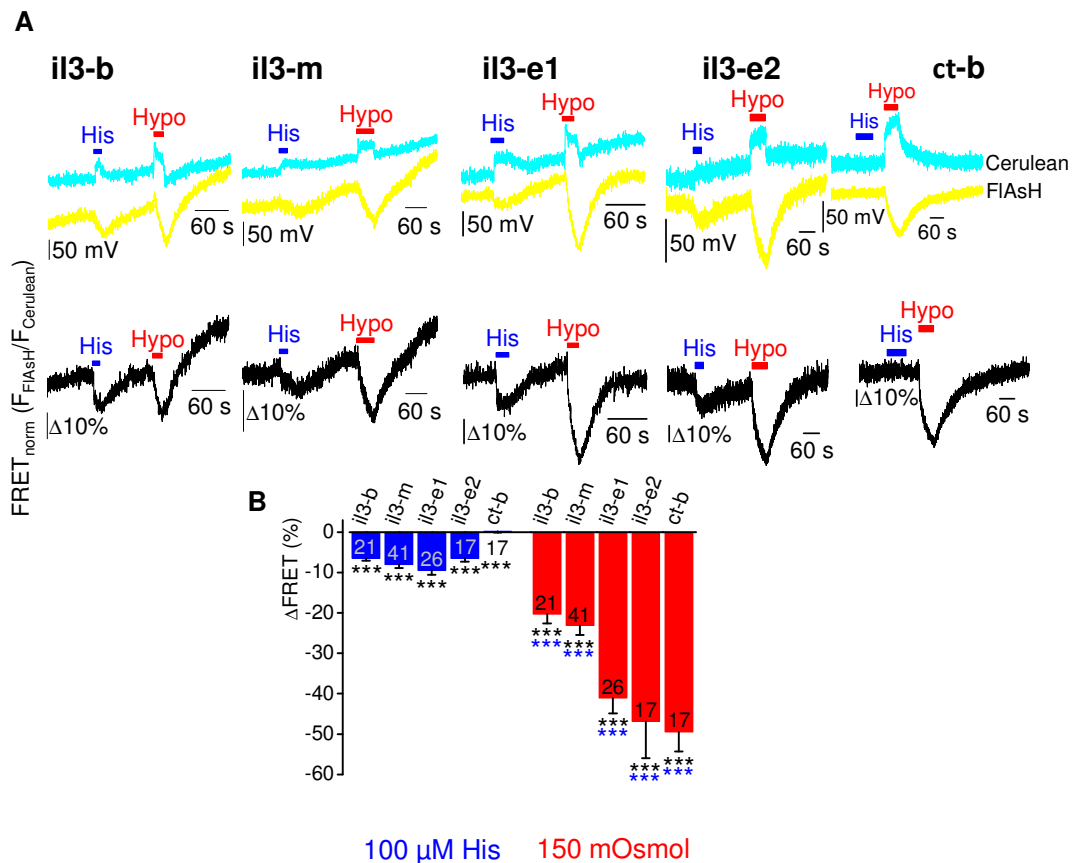 A
il3-b
il3-m
il3-e1
il3-e2
ct-b
His
Hypo
His
Hypo
His
Hypo
His
Hypo
His
Hypo
Cerulean
FlAsH
50 mV
60 s
50 mV
60 s
50 mV
60 s
50 mV
60 s
50 mV
60 s
FRETnorm (FFlAsH/FCerulean)
His
Hypo
His
Hypo
His
Hypo
His
Hypo
His
Hypo
Δ10%
60 s
Δ10%
60 s
Δ10%
60 s
Δ10%
60 s
Δ10%
60 s
B
il3-b
il3-m
il3-e1
il3-e2
ct-b
il3-b
il3-m
il3-e1
il3-e2
ct-b
ΔFRET (%)
0
-10
-20
-30
-40
-50
-60
21
41
26
17
17
*** *** *** *** ***
21
41
26
17
17
*** *** *** *** ***
*** *** *** *** ***
100 µM His
150 mOsmol